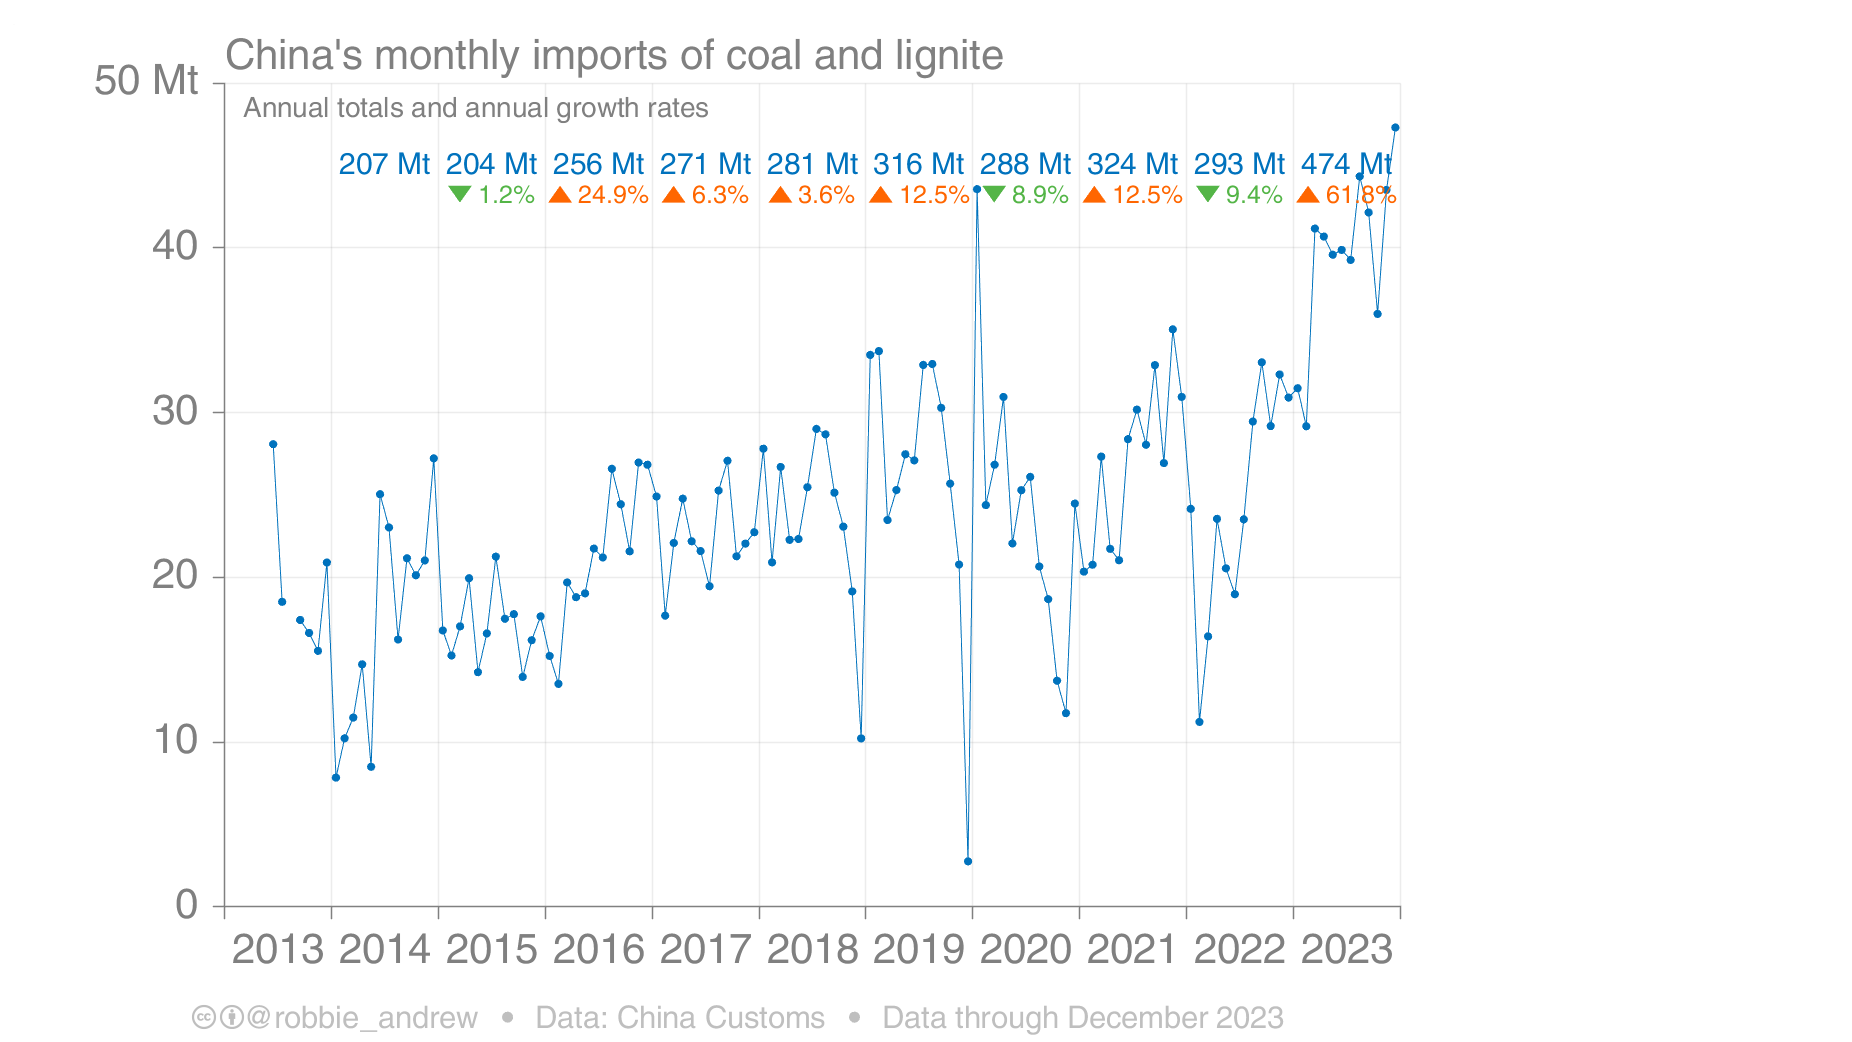 China's monthly imports of coal and lignite
50 Mt
Annual totals and annual growth rates
207 Mt 204 Mt 256 Mt 271 Mt 281 Mt 316 Mt 288 Mt 324 Mt 293 Mt 474 Mt
▼ 1.2% ▲ 24.9% ▲ 6.3% ▲ 3.6% ▲ 12.5% ▼ 8.9% ▲ 12.5% ▼ 9.4% ▲ 61.8%
40
30
20
10
0
2013 2014 2015 2016 2017 2018 2019 2020 2021 2022 2023
cc @robbie_andrew • Data: China Customs • Data through December 2023